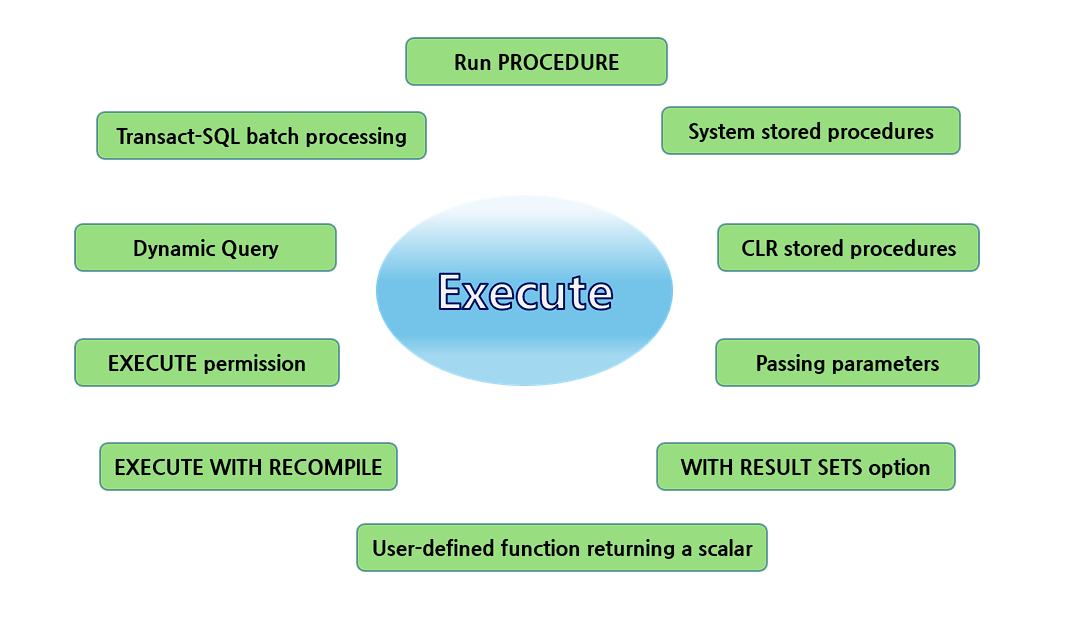 Run PROCEDURE
Transact-SQL batch processing
System stored procedures
Dynamic Query
CLR stored procedures
Execute
EXECUTE permission
Passing parameters
EXECUTE WITH RECOMPILE
WITH RESULT SETS option
User-defined function returning a scalar